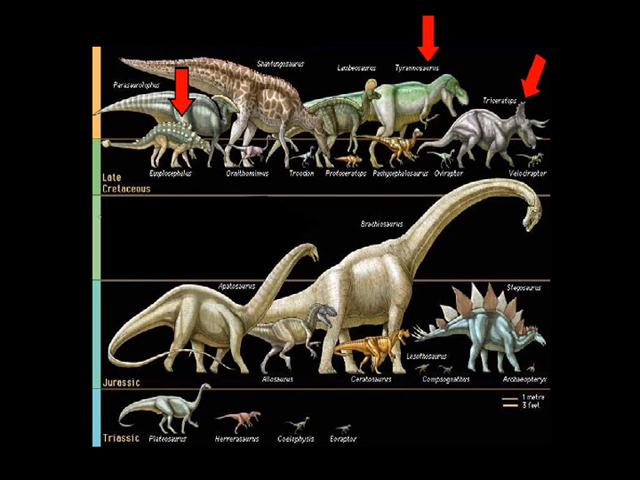 Shantungosaurus
Lambeosaurus
Tyrannosaurus
Parasaurolophus
Triceratops
Euoplocephalus
Ornithomimus
Troodon
Protoceratops
Pachycephalosaurus
Oviraptor
Velociraptor
Late
Cretaceous
Brachiosaurus
Apatosaurus
Stegosaurus
Lesothosaurus
Allosaurus
Ceratosaurus
Compsognathus
Archaeopteryx
Jurassic
1 metre
3 feet
Triassic
Plateosaurus
Herrerasaurus
Coelophysis
Eoraptor